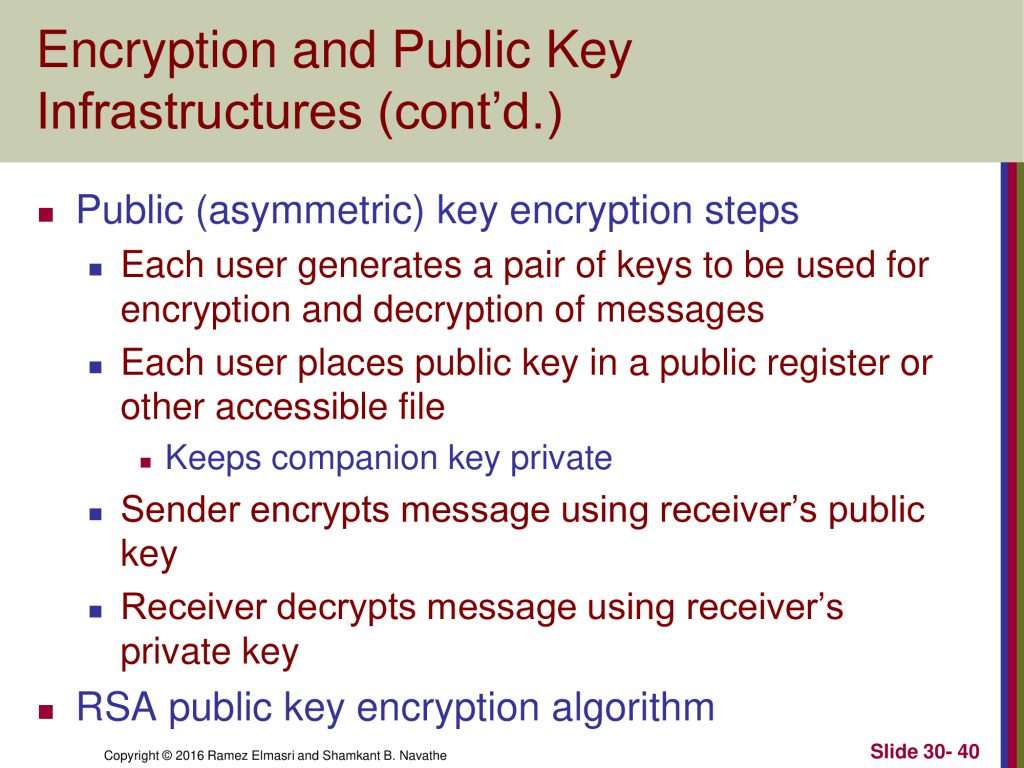 Encryption and Public Key
Infrastructures (cont’d.)
Public (asymmetric) key encryption steps
Each user generates a pair of keys to be used for
encryption and decryption of messages
Each user places public key in a public register or
other accessible file
Keeps companion key private
Sender encrypts message using receiver’s public
key
Receiver decrypts message using receiver’s
private key
RSA public key encryption algorithm
Copyright © 2016 Ramez Elmasri and Shamkant B. Navathe
Slide 30- 40